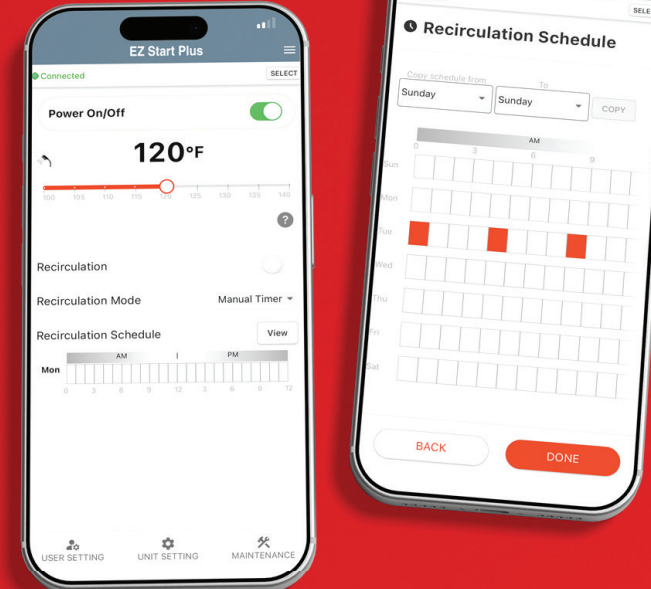 EZ Start Plus
Connected
SELECT
Power On/Off
120°F
100 105 110 115 120 125 130 135 140
?
Recirculation
Recirculation Mode
Manual Timer
Recirculation Schedule
View
AM | PM
Mon
0 3 6 9 12 3 6 9 12
USER SETTING
UNIT SETTING
MAINTENANCE
Recirculation Schedule
Copy schedule from
To
Sunday
Sunday
COPY
AM
0 3 6 9
Sun
Mon
Tue
Wed
Thu
Fri
Sat
BACK
DONE